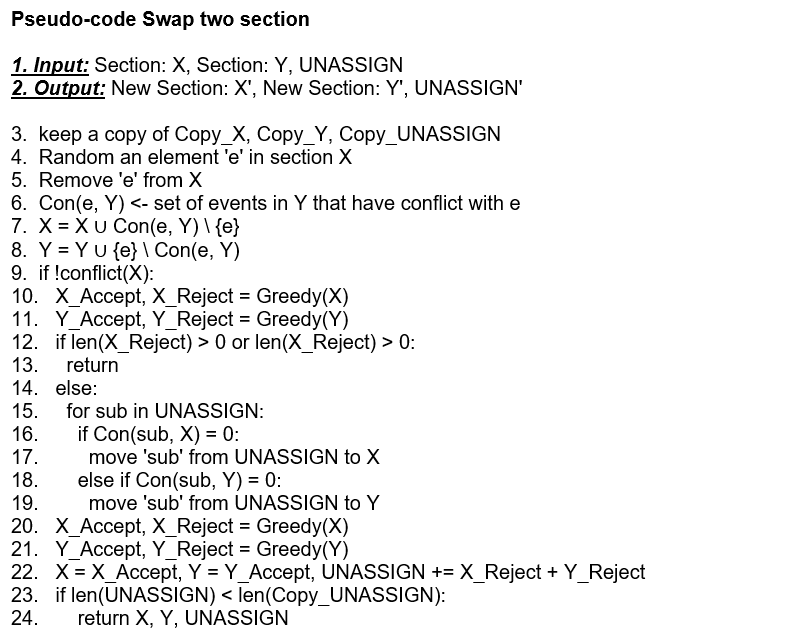 Pseudo-code Swap two section
1. Input: Section: X, Section: Y, UNASSIGN
2. Output: New Section: X', New Section: Y', UNASSIGN'
3. keep a copy of Copy_X, Copy_Y, Copy_UNASSIGN
4. Random an element 'e' in section X
5. Remove 'e' from X
6. Con(e, Y) <- set of events in Y that have conflict with e
7. X = X ∪ Con(e, Y) \ {e}
8. Y = Y ∪ {e} \ Con(e, Y)
9. if !conflict(X):
10. X_Accept, X_Reject = Greedy(X)
11. Y_Accept, Y_Reject = Greedy(Y)
12. if len(X_Reject) > 0 or len(X_Reject) > 0:
13. return
14. else:
15. for sub in UNASSIGN:
16. if Con(sub, X) = 0:
17. move 'sub' from UNASSIGN to X
18. else if Con(sub, Y) = 0:
19. move 'sub' from UNASSIGN to Y
20. X_Accept, X_Reject = Greedy(X)
21. Y_Accept, Y_Reject = Greedy(Y)
22. X = X_Accept, Y = Y_Accept, UNASSIGN += X_Reject + Y_Reject
23. if len(UNASSIGN) < len(Copy_UNASSIGN):
24. return X, Y, UNASSIGN